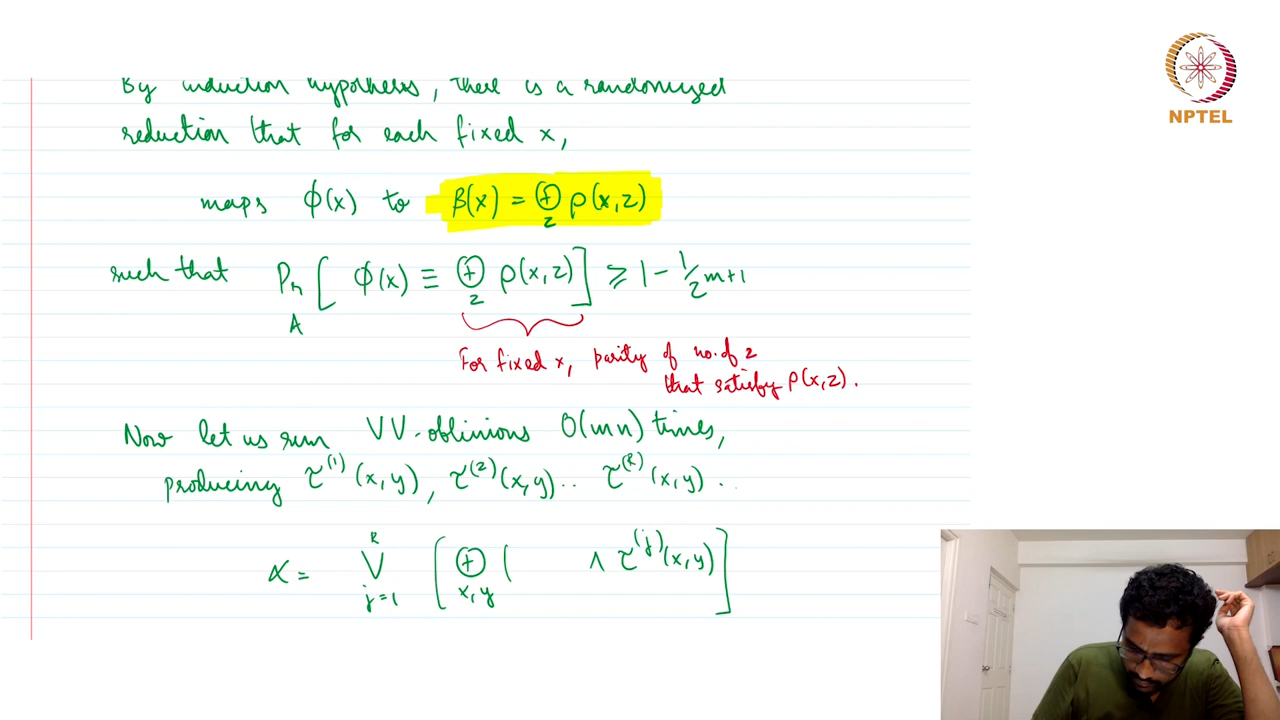 By induction hypothesis, there is a randomized
reduction that for each fixed x,
maps ϕ(x) to β(x) = ⊕_z ρ(x,z)
such that Pr_A [ ϕ(x) ≡ ⊕_z ρ(x,z) ] ≥ 1 - 1/2^{m+1}
For fixed x, parity of no. of z
that satisfy ρ(x,z).
Now let us run VV-oblivious O(mn) times,
producing τ^(1)(x,y), τ^(2)(x,y) .. τ^(k)(x,y) ..
α = ⋁_{j=1}^{k} [ ⊕_{x,y} ( ∧ τ^(j)(x,y) ]
NPTEL